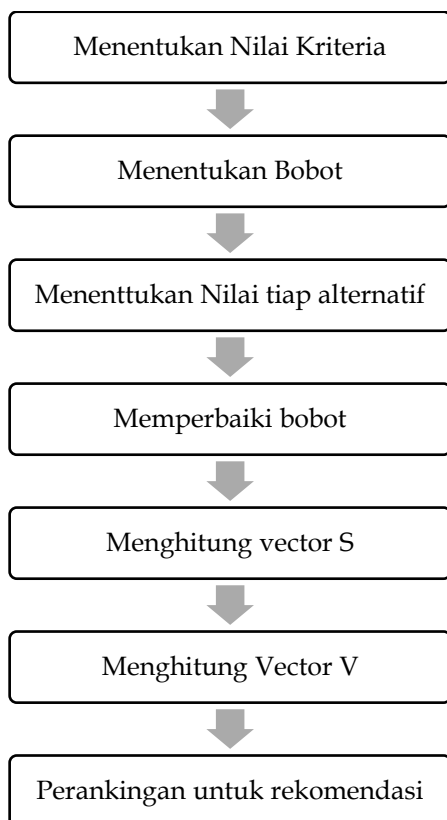 Menentukan Nilai Kriteria
Menentukan Bobot
Menenttukan Nilai tiap alternatif
Memperbaiki bobot
Menghitung vector S
Menghitung Vector V
Perankingan untuk rekomendasi